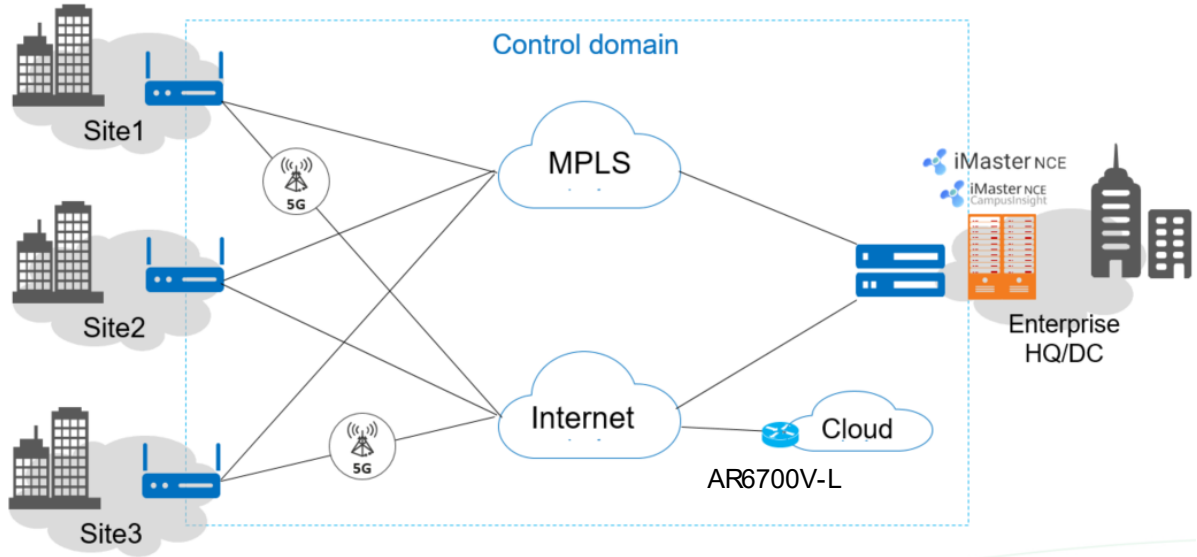 Control domain
Site1
5G
MPLS
iMaster NCE
iMaster NCE
CampusInsight
Site2
Enterprise
HQ/DC
Internet
Cloud
5G
AR6700V-L
Site3